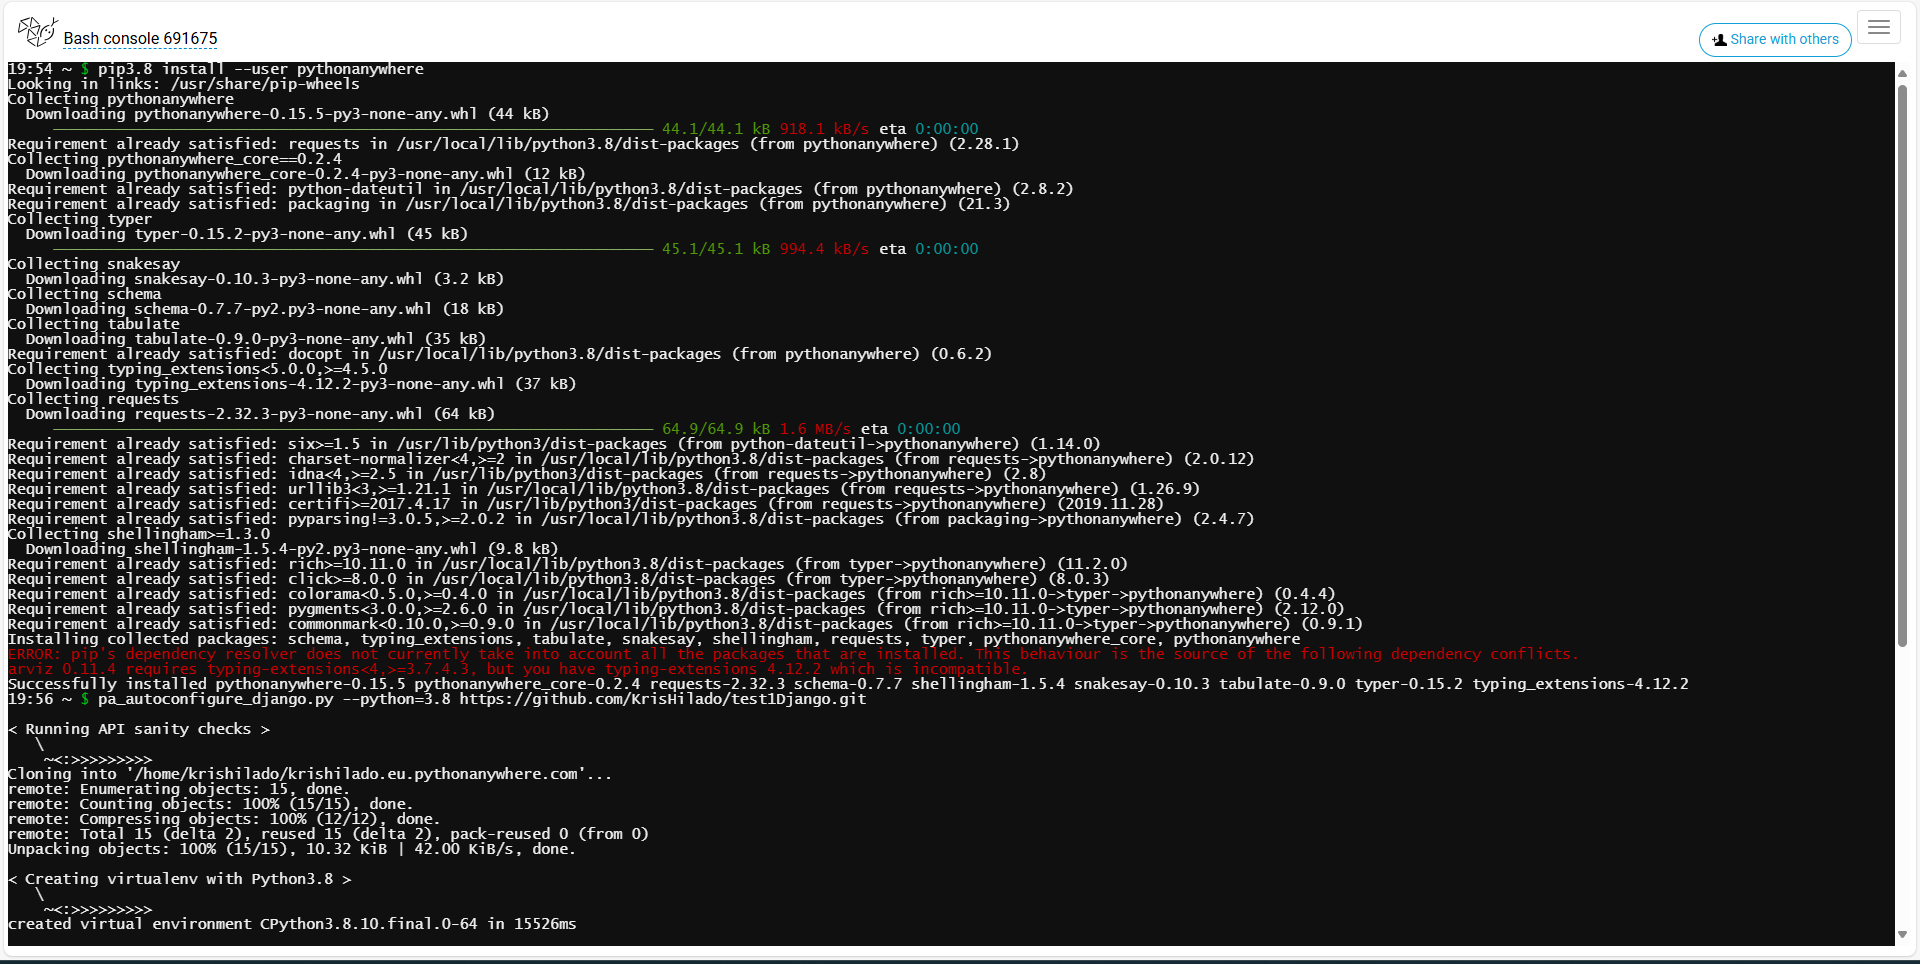 Bash console 691675
Share with others
19:54 ~ $ pip3.8 install --user pythonanywhere
Looking in links: /usr/share/pip-wheels
Collecting pythonanywhere
  Downloading pythonanywhere-0.15.5-py3-none-any.whl (44 kB)
44.1/44.1 kB 918.1 kB/s eta 0:00:00
Requirement already satisfied: requests in /usr/local/lib/python3.8/dist-packages (from pythonanywhere) (2.28.1)
Collecting pythonanywhere_core==0.2.4
  Downloading pythonanywhere_core-0.2.4-py3-none-any.whl (12 kB)
Requirement already satisfied: python-dateutil in /usr/local/lib/python3.8/dist-packages (from pythonanywhere) (2.8.2)
Requirement already satisfied: packaging in /usr/local/lib/python3.8/dist-packages (from pythonanywhere) (21.3)
Collecting typer
  Downloading typer-0.15.2-py3-none-any.whl (45 kB)
45.1/45.1 kB 994.4 kB/s eta 0:00:00
Collecting snakesay
  Downloading snakesay-0.10.3-py3-none-any.whl (3.2 kB)
Collecting schema
  Downloading schema-0.7.7-py2.py3-none-any.whl (18 kB)
Collecting tabulate
  Downloading tabulate-0.9.0-py3-none-any.whl (35 kB)
Requirement already satisfied: docopt in /usr/local/lib/python3.8/dist-packages (from pythonanywhere) (0.6.2)
Collecting typing_extensions<5.0.0,>=4.5.0
  Downloading typing_extensions-4.12.2-py3-none-any.whl (37 kB)
Collecting requests
  Downloading requests-2.32.3-py3-none-any.whl (64 kB)
64.9/64.9 kB 1.6 MB/s eta 0:00:00
Requirement already satisfied: six>=1.5 in /usr/lib/python3/dist-packages (from python-dateutil->pythonanywhere) (1.14.0)
Requirement already satisfied: charset-normalizer<4,>=2 in /usr/local/lib/python3.8/dist-packages (from requests->pythonanywhere) (2.0.12)
Requirement already satisfied: idna<4,>=2.5 in /usr/lib/python3/dist-packages (from requests->pythonanywhere) (2.8)
Requirement already satisfied: urllib3<3,>=1.21.1 in /usr/local/lib/python3.8/dist-packages (from requests->pythonanywhere) (1.26.9)
Requirement already satisfied: certifi>=2017.4.17 in /usr/lib/python3/dist-packages (from requests->pythonanywhere) (2019.11.28)
Requirement already satisfied: pyparsing!=3.0.5,>=2.0.2 in /usr/local/lib/python3.8/dist-packages (from packaging->pythonanywhere) (2.4.7)
Collecting shellingham>=1.3.0
  Downloading shellingham-1.5.4-py2.py3-none-any.whl (9.8 kB)
Requirement already satisfied: rich>=10.11.0 in /usr/local/lib/python3.8/dist-packages (from typer->pythonanywhere) (11.2.0)
Requirement already satisfied: click>=8.0.0 in /usr/local/lib/python3.8/dist-packages (from typer->pythonanywhere) (8.0.3)
Requirement already satisfied: colorama<0.5.0,>=0.4.0 in /usr/local/lib/python3.8/dist-packages (from rich>=10.11.0->typer->pythonanywhere) (0.4.4)
Requirement already satisfied: pygments<3.0.0,>=2.6.0 in /usr/local/lib/python3.8/dist-packages (from rich>=10.11.0->typer->pythonanywhere) (2.12.0)
Requirement already satisfied: commonmark<0.10.0,>=0.9.0 in /usr/local/lib/python3.8/dist-packages (from rich>=10.11.0->typer->pythonanywhere) (0.9.1)
Installing collected packages: schema, typing_extensions, tabulate, snakesay, shellingham, requests, typer, pythonanywhere_core, pythonanywhere
ERROR: pip's dependency resolver does not currently take into account all the packages that are installed. This behaviour is the source of the following dependency conflicts.
arviz 0.11.4 requires typing-extensions<4,>=3.7.4.3, but you have typing-extensions 4.12.2 which is incompatible.
Successfully installed pythonanywhere-0.15.5 pythonanywhere_core-0.2.4 requests-2.32.3 schema-0.7.7 shellingham-1.5.4 snakesay-0.10.3 tabulate-0.9.0 typer-0.15.2 typing_extensions-4.12.2
19:56 ~ $ pa_autoconfigure_django.py --python=3.8 https://github.com/KrisHilado/test1Django.git
< Running API sanity checks >
   \
    ~<:>>>>>>>>>
Cloning into '/home/krishilado/krishilado.eu.pythonanywhere.com'...
remote: Enumerating objects: 15, done.
remote: Counting objects: 100% (15/15), done.
remote: Compressing objects: 100% (12/12), done.
remote: Total 15 (delta 2), reused 15 (delta 2), pack-reused 0 (from 0)
Unpacking objects: 100% (15/15), 10.32 KiB | 42.00 KiB/s, done.
< Creating virtualenv with Python3.8 >
   \
    ~<:>>>>>>>>>
created virtual environment CPython3.8.10.final.0-64 in 15526ms